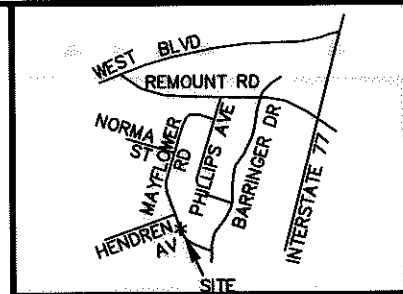 WEST BLVD
REMOUNT RD
NORMA ST
MAYFLOWER RD
PHILLIPS AVE
BARRINGER DR
INTERSTATE 77
HENDREN AV
SITE